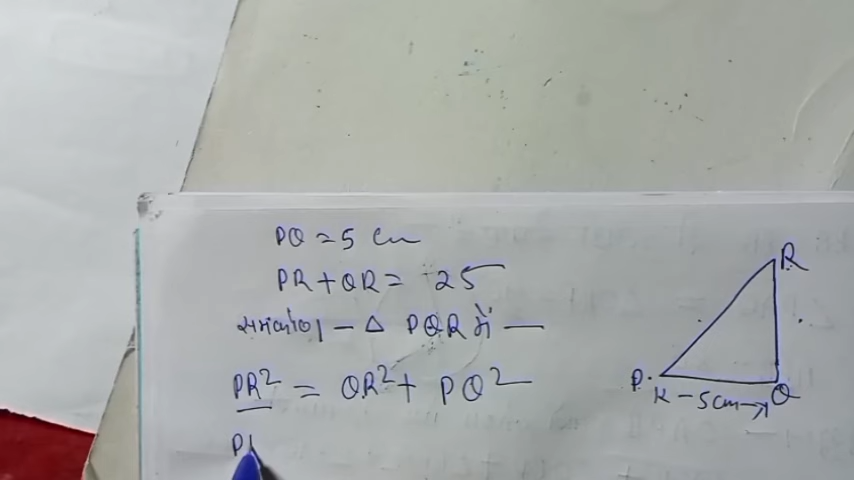 PQ = 5 cm
PR + QR = 25
समकोण - Δ PQR में —
PR² = QR² + PQ²
R
P
Q
5cm